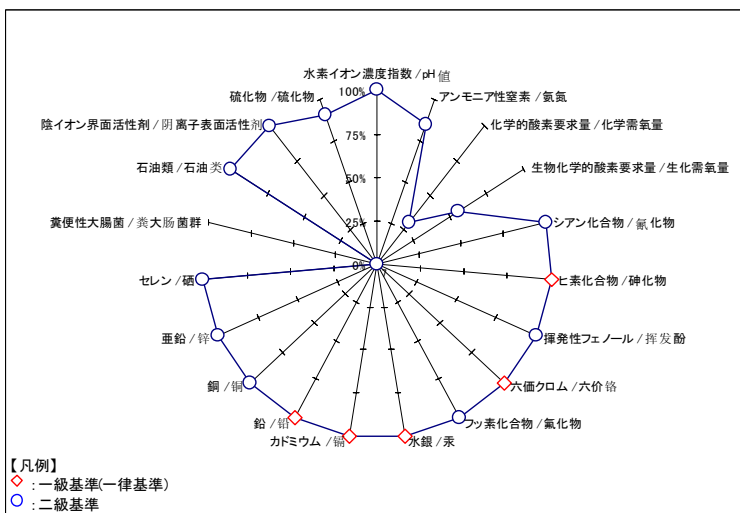 水素イオン濃度指数/pH値
硫化物/硫化物
100%
アンモニア性窒素/氨氮
陰イオン界面活性剤/阴离子表面活性剂
化学的酸素要求量/化学需氧量
75%
石油類/石油类
生物化学的酸素要求量/生化需氧量
50%
糞便性大腸菌/粪大肠菌群
25%
シアン化合物/氰化物
0%
セレン/硒
ヒ素化合物/砷化物
亜鉛/锌
揮発性フェノール/挥发酚
銅/铜
六価クロム/六价铬
鉛/铅
フッ素化合物/氟化物
カドミウム/镉
水銀/汞
【凡例】
◇:一級基準(一律基準)
○:二級基準